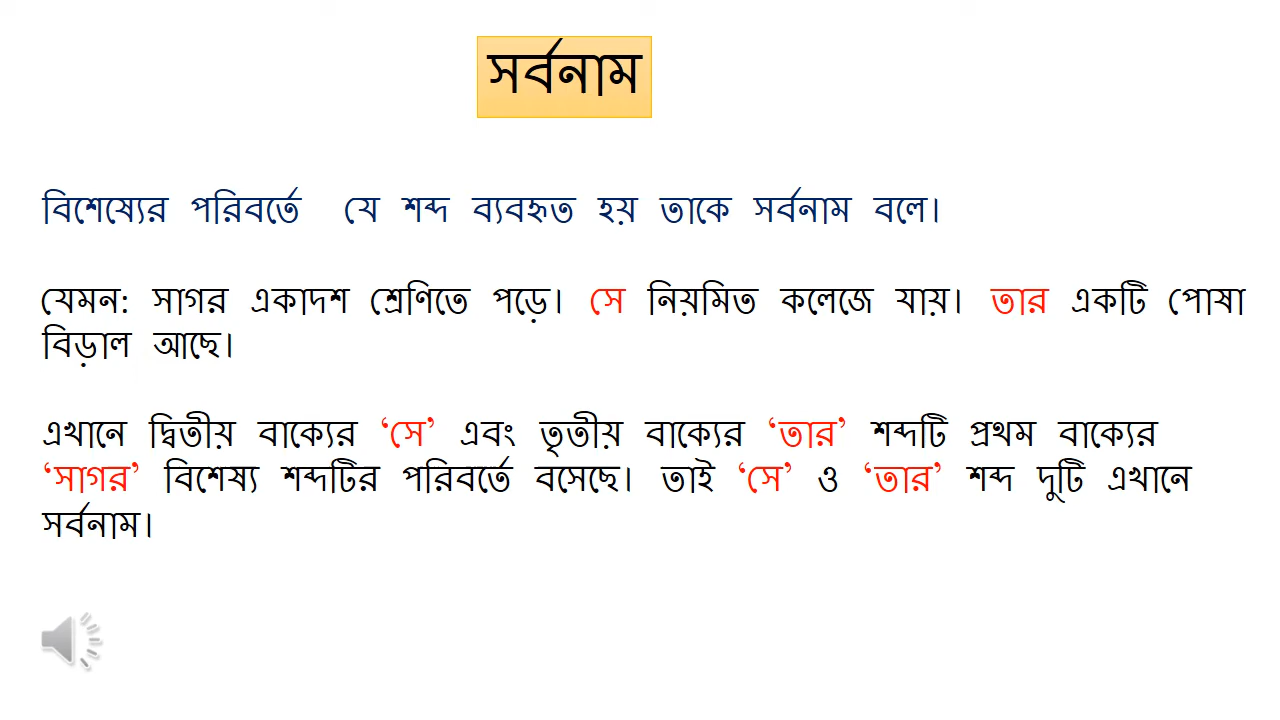 সর্বনাম
বিশেষ্যের পরিবর্তে যে শব্দ ব্যবহৃত হয় তাকে সর্বনাম বলে।
যেমন: সাগর একাদশ শ্রেণিতে পড়ে। সে নিয়মিত কলেজে যায়। তার একটি পোষা
বিড়াল আছে।
এখানে দ্বিতীয় বাক্যের ‘সে’ এবং তৃতীয় বাক্যের ‘তার’ শব্দটি প্রথম বাক্যের
‘সাগর’ বিশেষ্য শব্দটির পরিবর্তে বসেছে। তাই ‘সে’ ও ‘তার’ শব্দ দুটি এখানে
সর্বনাম।